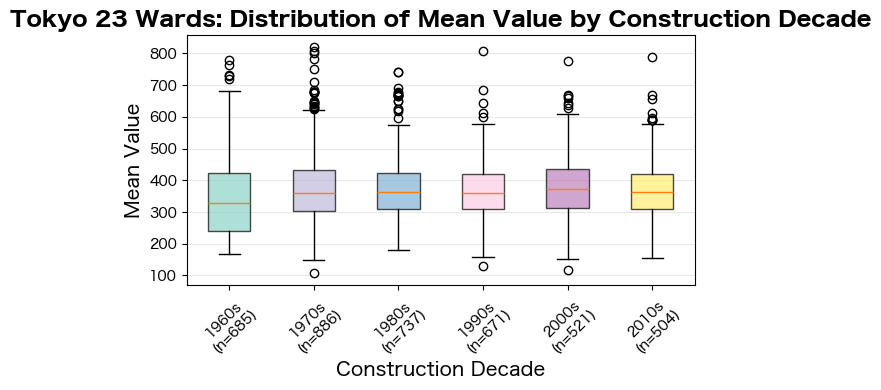 Tokyo 23 Wards: Distribution of Mean Value by Construction Decade
800
700
600
500
400
300
200
100
Mean Value
1960s
(n=685)
1970s
(n=886)
1980s
(n=737)
1990s
(n=671)
2000s
(n=521)
2010s
(n=504)
Construction Decade